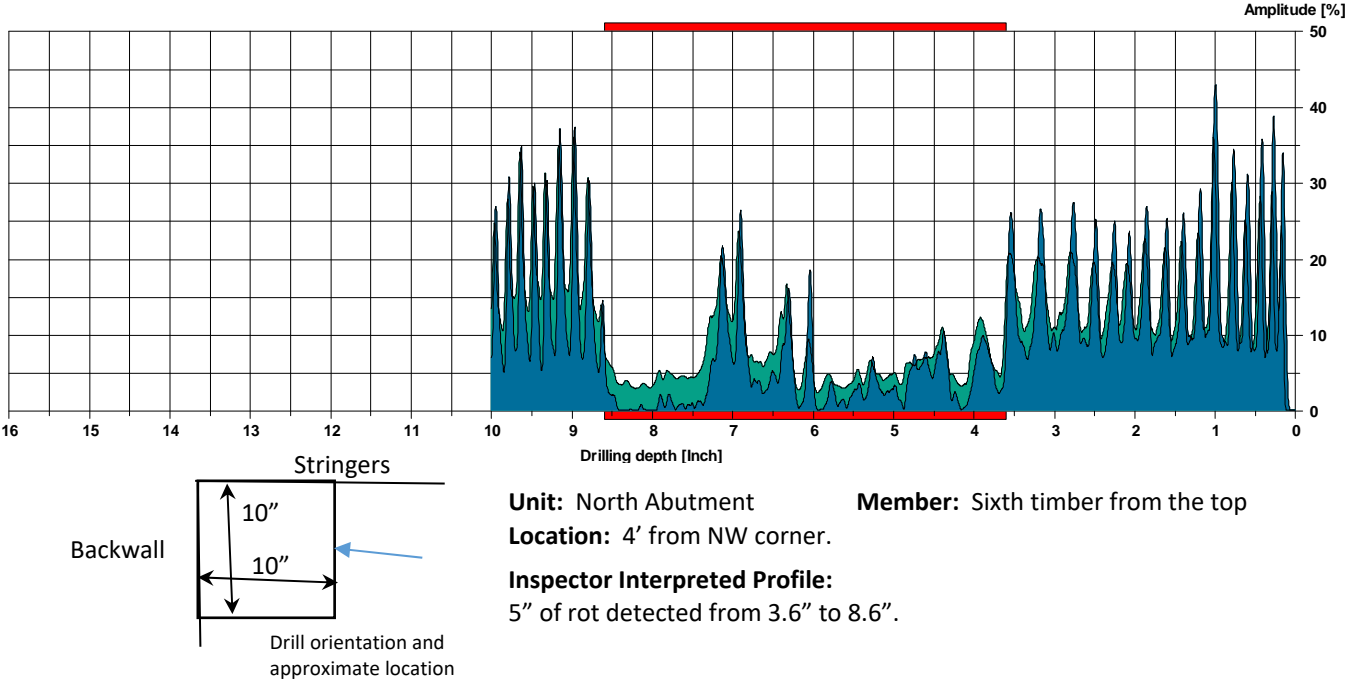 Amplitude [%]
50
40
30
20
10
0
16 15 14 13 12 11 10 9 8 7 6 5 4 3 2 1 0
Drilling depth [Inch]
Stringers
10”
Backwall
10”
Drill orientation and
approximate location
Unit: North Abutment Member: Sixth timber from the top
Location: 4’ from NW corner.
Inspector Interpreted Profile:
5” of rot detected from 3.6” to 8.6”.